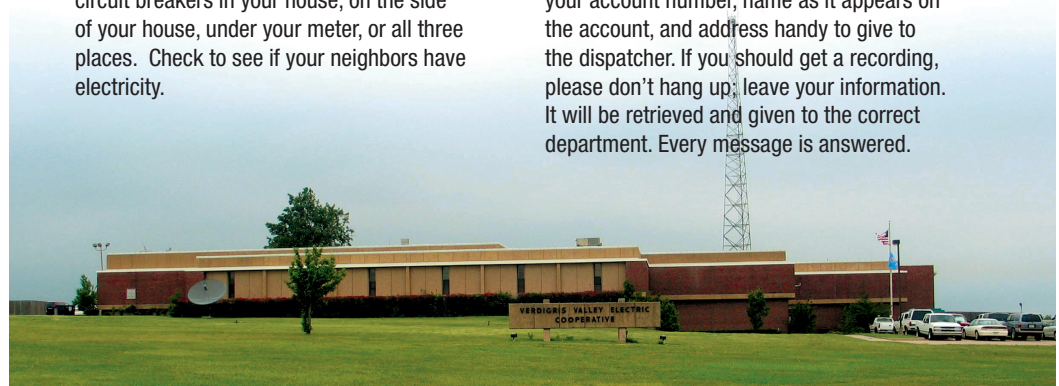 circuit breakers in your house, on the side
of your house, under your meter, or all three
places.  Check to see if your neighbors have
electricity.
your account number, name as it appears on
the account, and address handy to give to
the dispatcher. If you should get a recording,
please don’t hang up; leave your information.
It will be retrieved and given to the correct
department. Every message is answered.
VERDIGRIS VALLEY ELECTRIC
COOPERATIVE